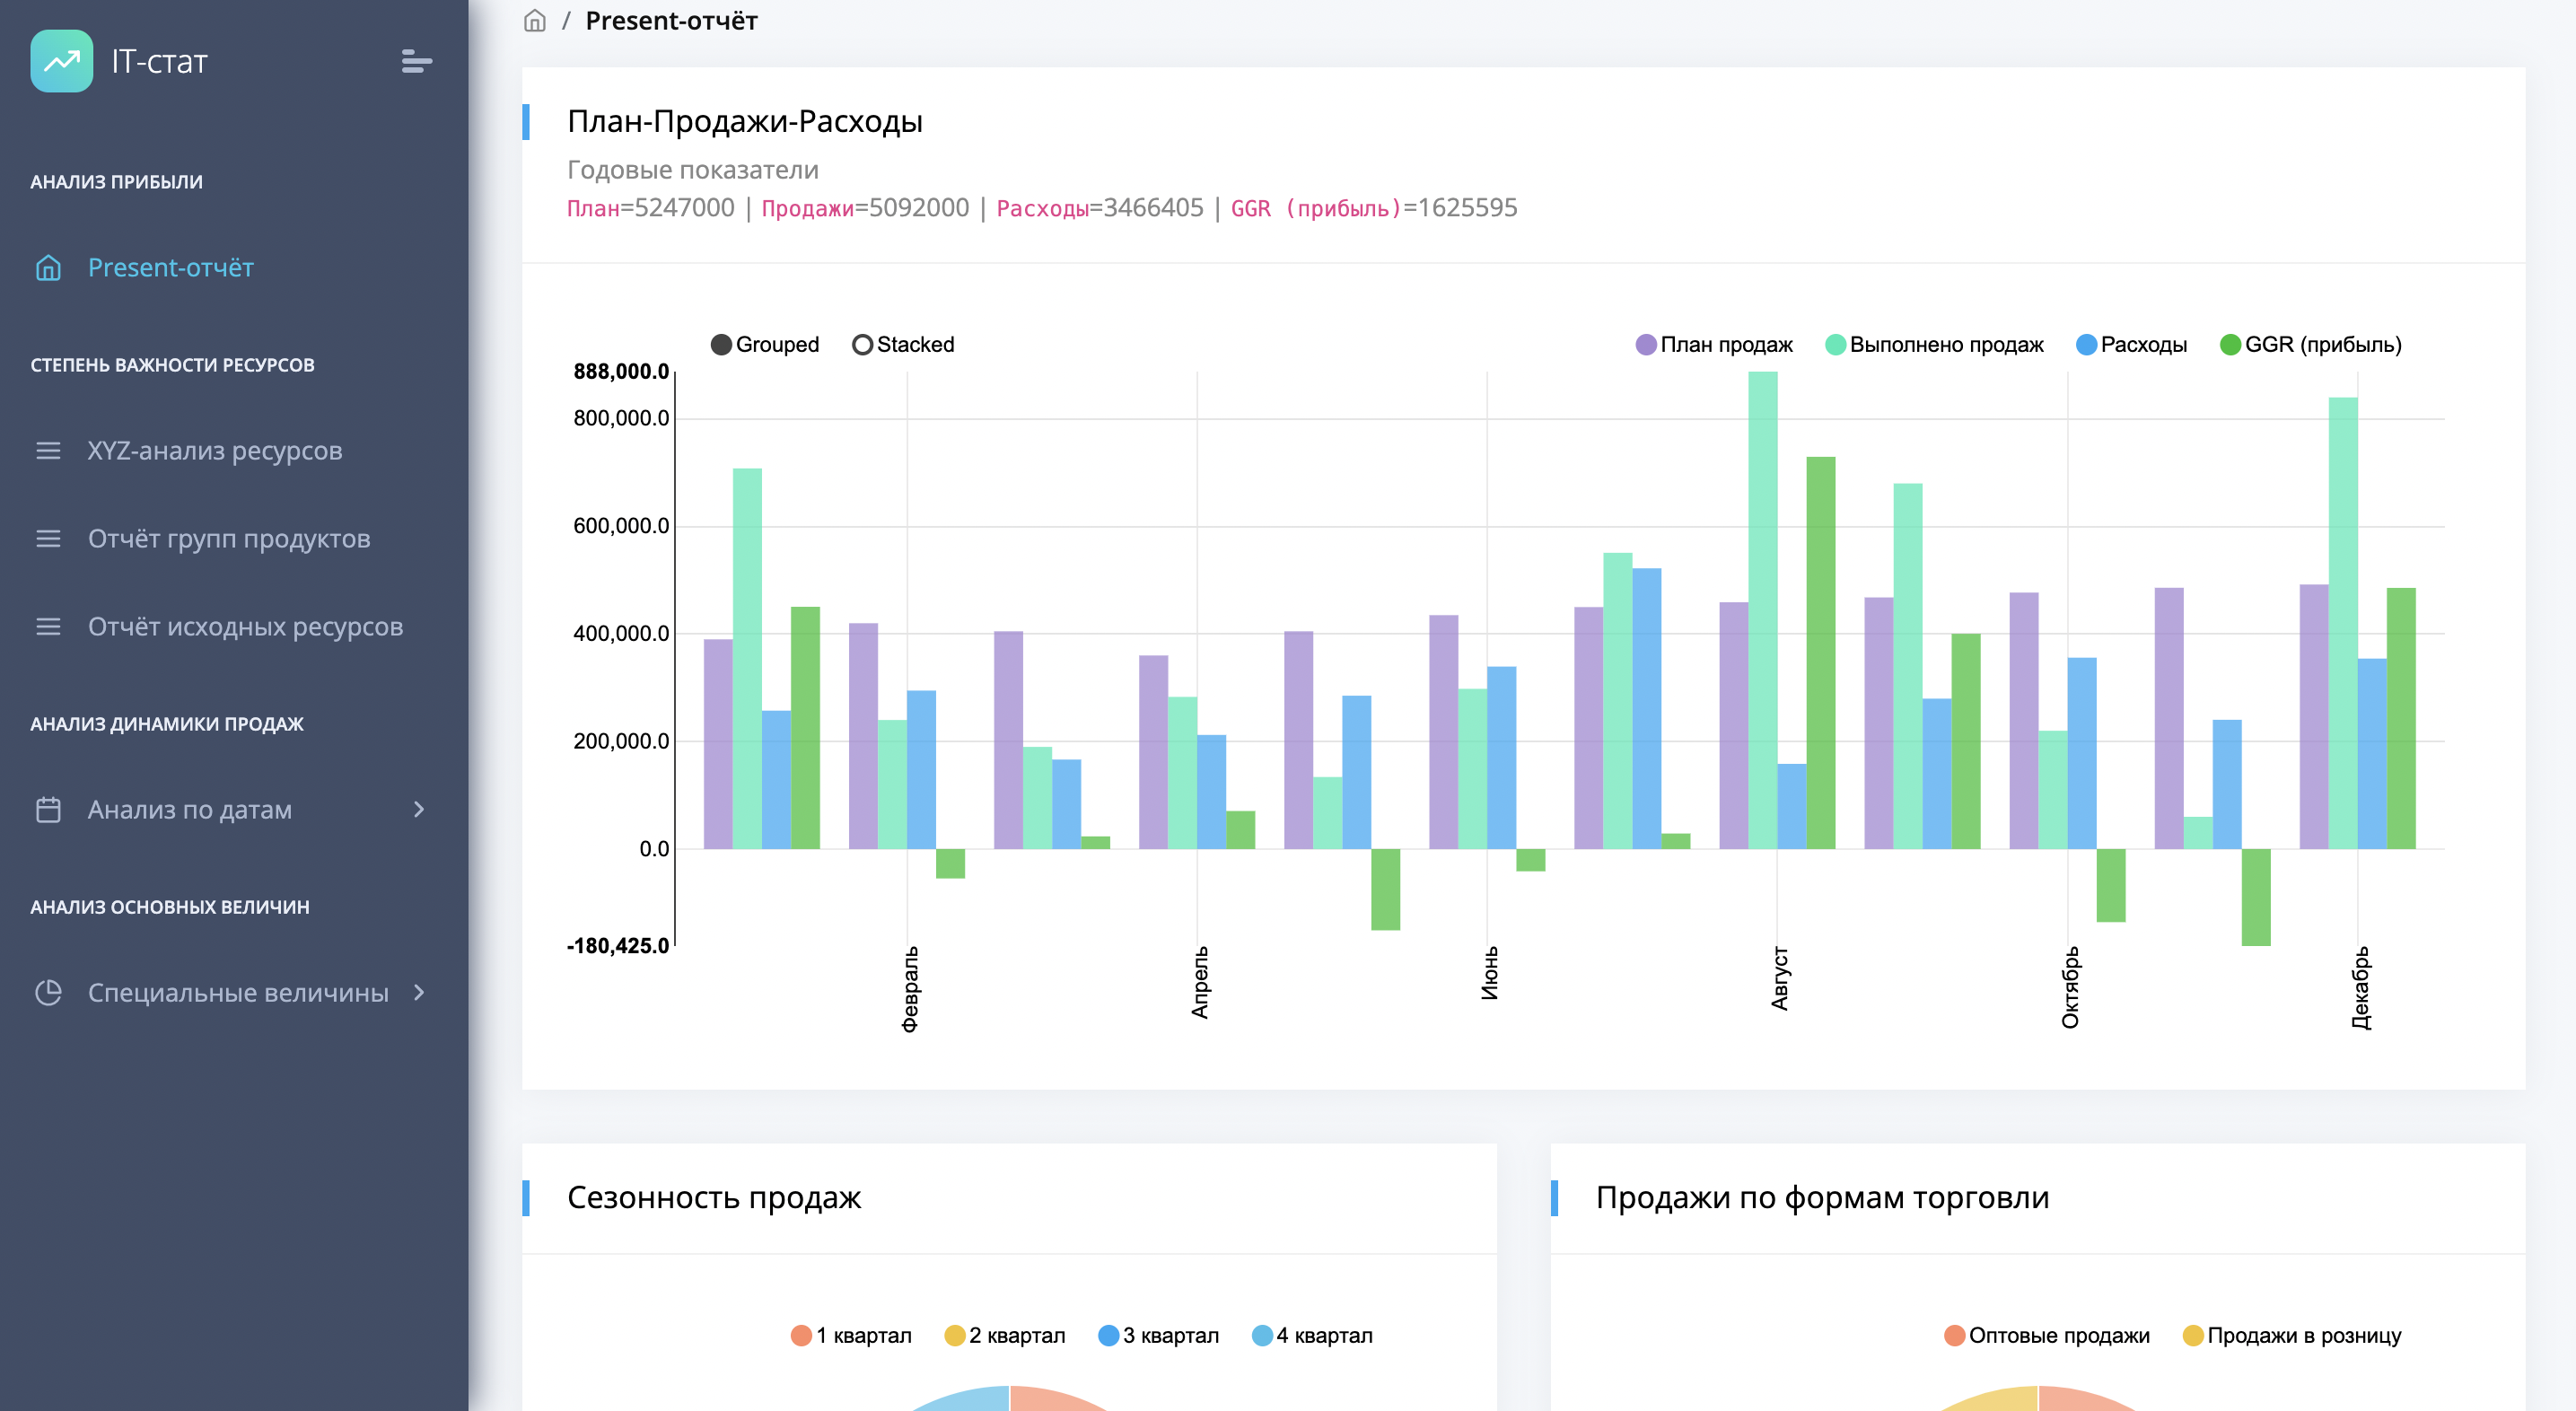 IT-стат
АНАЛИЗ ПРИБЫЛИ
Present-отчёт
СТЕПЕНЬ ВАЖНОСТИ РЕСУРСОВ
XYZ-анализ ресурсов
Отчёт групп продуктов
Отчёт исходных ресурсов
АНАЛИЗ ДИНАМИКИ ПРОДАЖ
Анализ по датам
АНАЛИЗ ОСНОВНЫХ ВЕЛИЧИН
Специальные величины
/ Present-отчёт
План-Продажи-Расходы
Годовые показатели
План=5247000 | Продажи=5092000 | Расходы=3466405 | GGR (прибыль)=1625595
Grouped Stacked План продаж Выполнено продаж Расходы GGR (прибыль)
888,000.0
800,000.0
600,000.0
400,000.0
200,000.0
0.0
-180,425.0
Февраль Апрель Июнь Август Октябрь Декабрь
Сезонность продаж
1 квартал 2 квартал 3 квартал 4 квартал
Продажи по формам торговли
Оптовые продажи Продажи в розницу